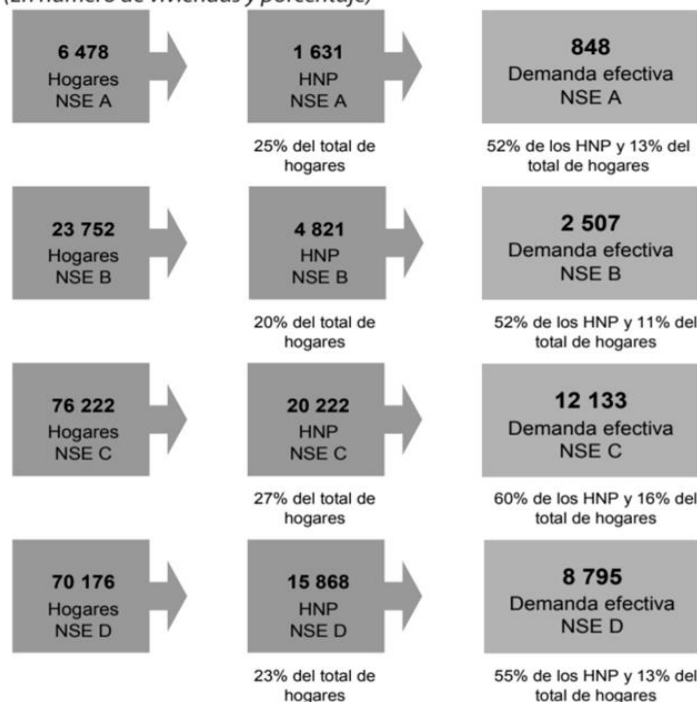 (En número de viviendas y porcentaje)
6 478
Hogares
NSE A
1 631
HNP
NSE A
848
Demanda efectiva
NSE A
25% del total de
hogares
52% de los HNP y 13% del
total de hogares
23 752
Hogares
NSE B
4 821
HNP
NSE B
2 507
Demanda efectiva
NSE B
20% del total de
hogares
52% de los HNP y 11% del
total de hogares
76 222
Hogares
NSE C
20 222
HNP
NSE C
12 133
Demanda efectiva
NSE C
27% del total de
hogares
60% de los HNP y 16% del
total de hogares
70 176
Hogares
NSE D
15 868
HNP
NSE D
8 795
Demanda efectiva
NSE D
23% del total de
hogares
55% de los HNP y 13% del
total de hogares